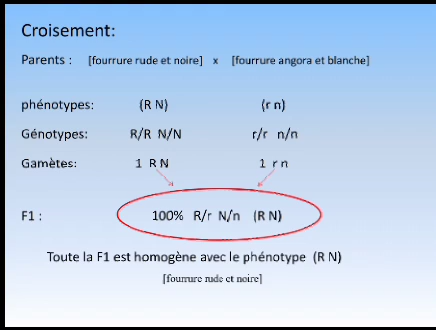 Croisement:
Parents : [fourrure rude et noire] x [fourrure angora et blanche]
phénotypes: (R N) (r n)
Génotypes: R/R N/N r/r n/n
Gamètes: 1 R N 1 r n
F1 : 100% R/r N/n (R N)
Toute la F1 est homogène avec le phénotype (R N)
[fourrure rude et noire]